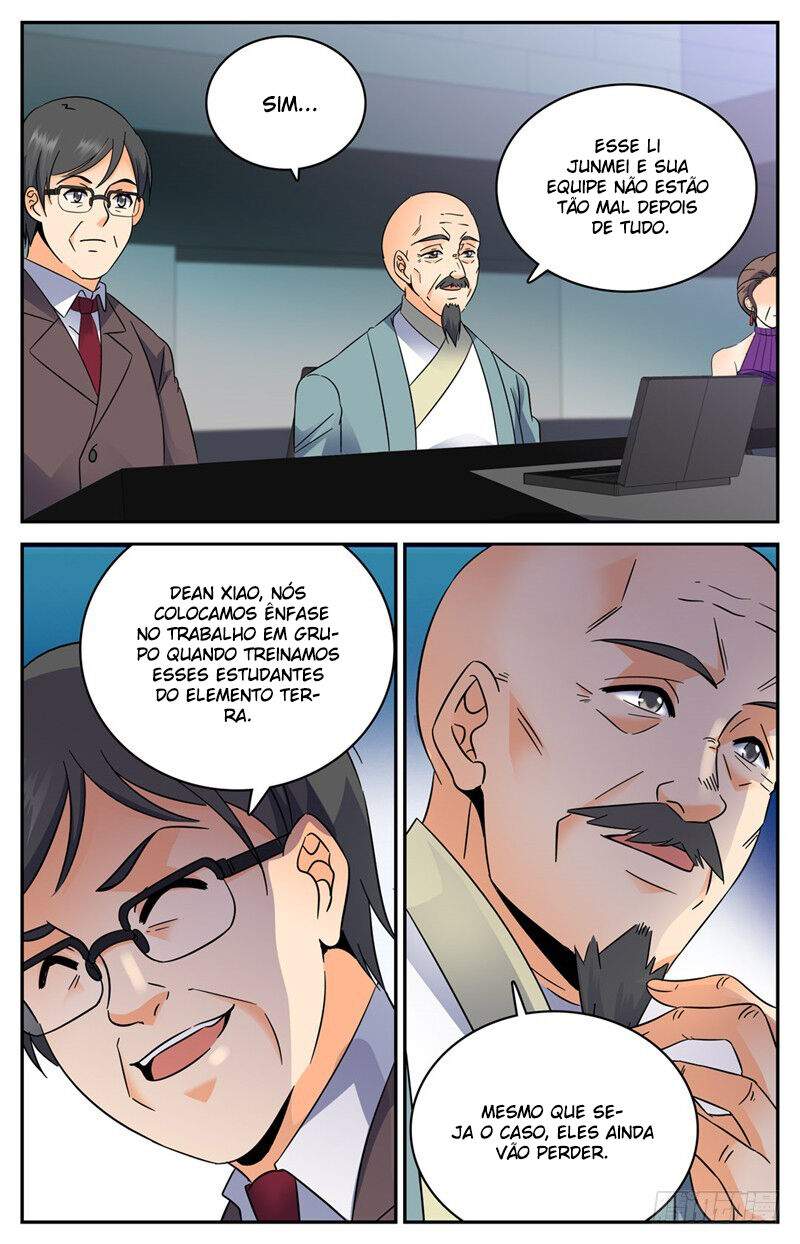 SIM...
ESSE LI
JUNMEI E SUA
EQUIPE NÃO ESTÃO
TÃO MAL DEPOIS
DE TUDO.
DEAN XIAO, NÓS
COLOCAMOS ÊNFASE
NO TRABALHO EM GRU-
PO QUANDO TREINAMOS
ESSES ESTUDANTES
DO ELEMENTO TER-
RA.
MESMO QUE SE-
JA O CASO, ELES AINDA
VÃO PERDER.